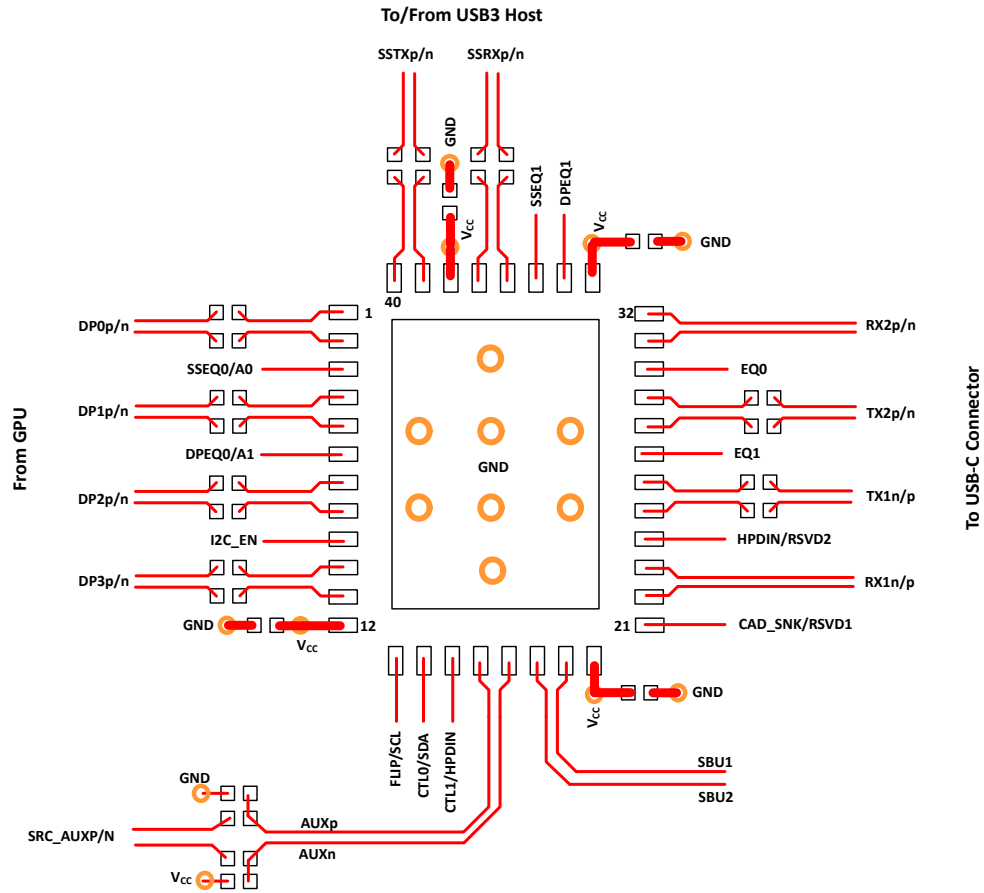 To/From USB3 Host
SSTXp/n
SSRXp/n
GND
VCC
SSEQ1
DPEQ1
VCC
GND
40
1
32
DP0p/n
RX2p/n
SSEQ0/A0
EQ0
DP1p/n
TX2p/n
From GPU
DPEQ0/A1
EQ1
GND
To USB-C Connector
DP2p/n
TX1n/p
I2C_EN
HPDIN/RSVD2
DP3p/n
RX1n/p
GND
12
21
CAD_SNK/RSVD1
VCC
FLIP/SCL
CTL0/SDA
CTL1/HPDIN
VCC
GND
SBU1
SBU2
GND
AUXp
SRC_AUXP/N
AUXn
VCC